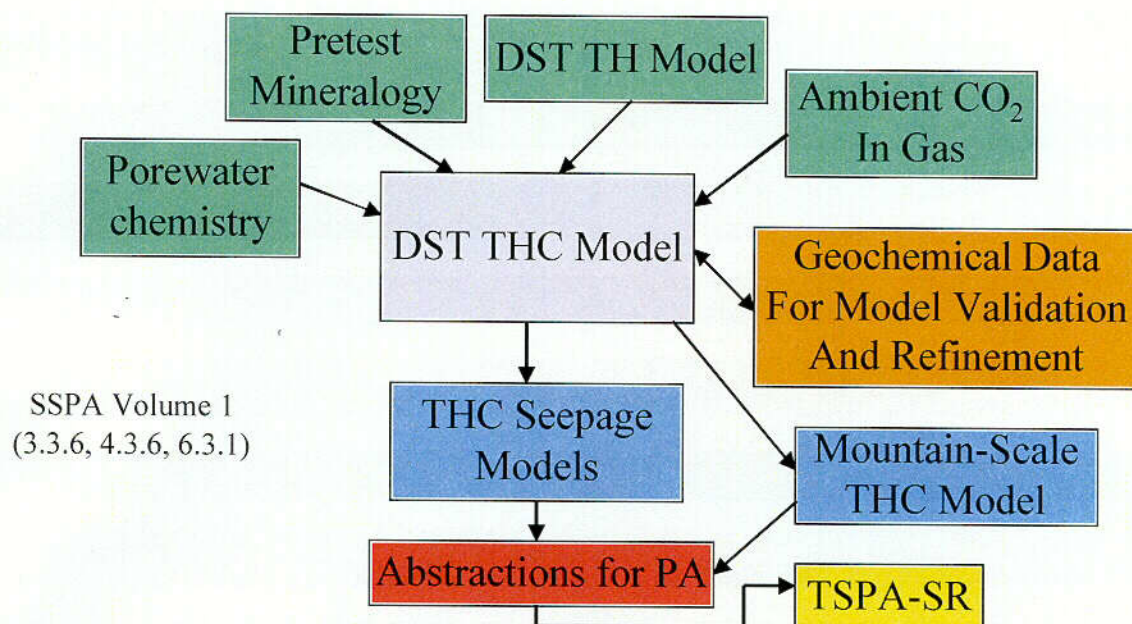 Pretest
Mineralogy
DST TH Model
Ambient CO₂
In Gas
Porewater
chemistry
DST THC Model
Geochemical Data
For Model Validation
And Refinement
SSPA Volume 1
(3.3.6, 4.3.6, 6.3.1)
THC Seepage
Models
Mountain-Scale
THC Model
Abstractions for PA
TSPA-SR